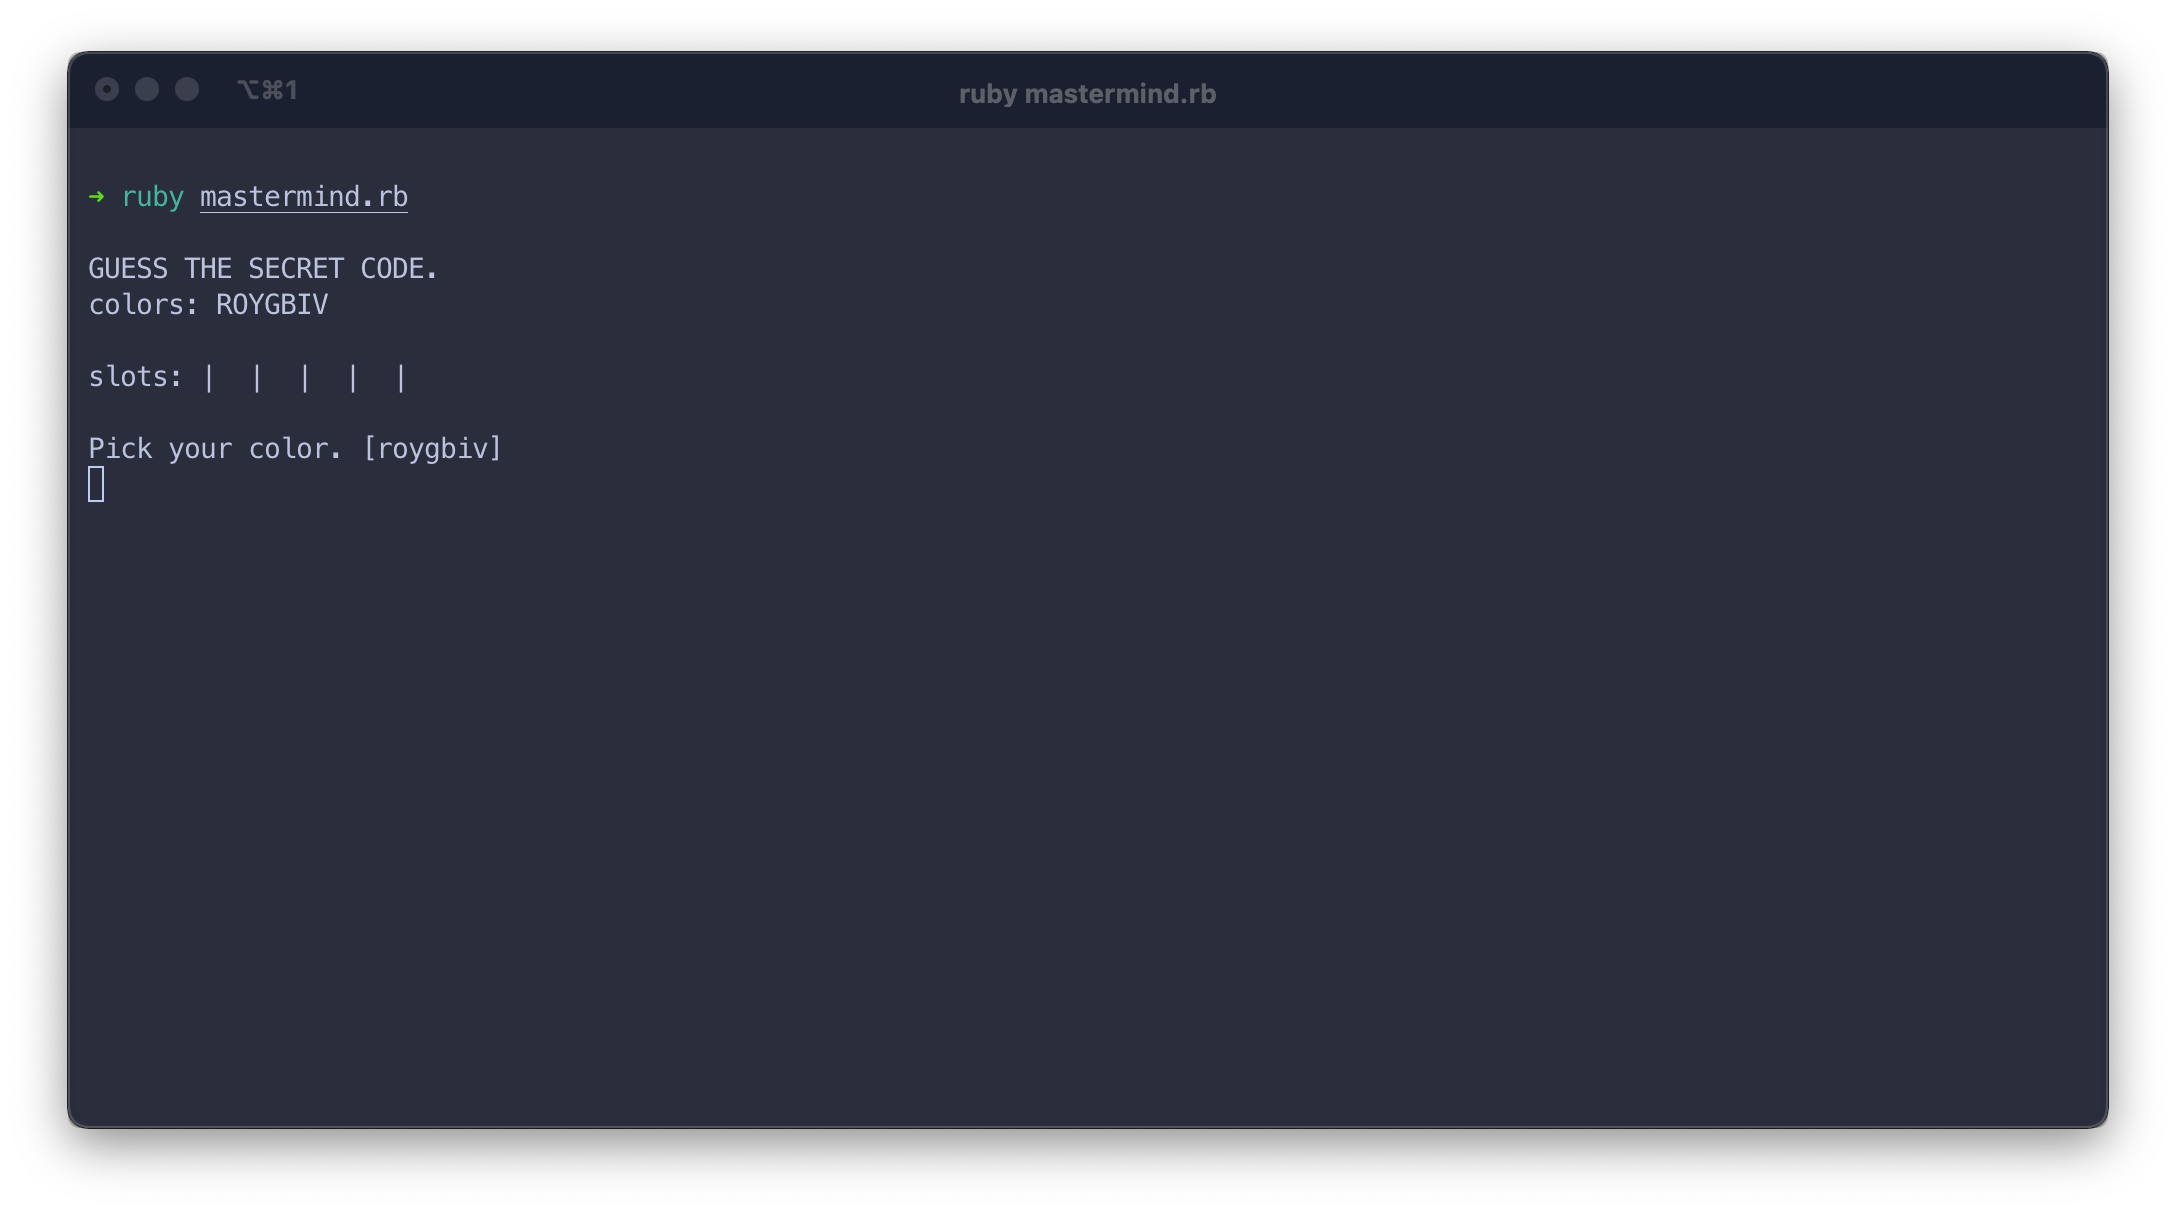 ⌥⌘1
ruby mastermind.rb
➜ ruby mastermind.rb
GUESS THE SECRET CODE.
colors: ROYGBIV
slots: |  |  |  |  |
Pick your color. [roygbiv]